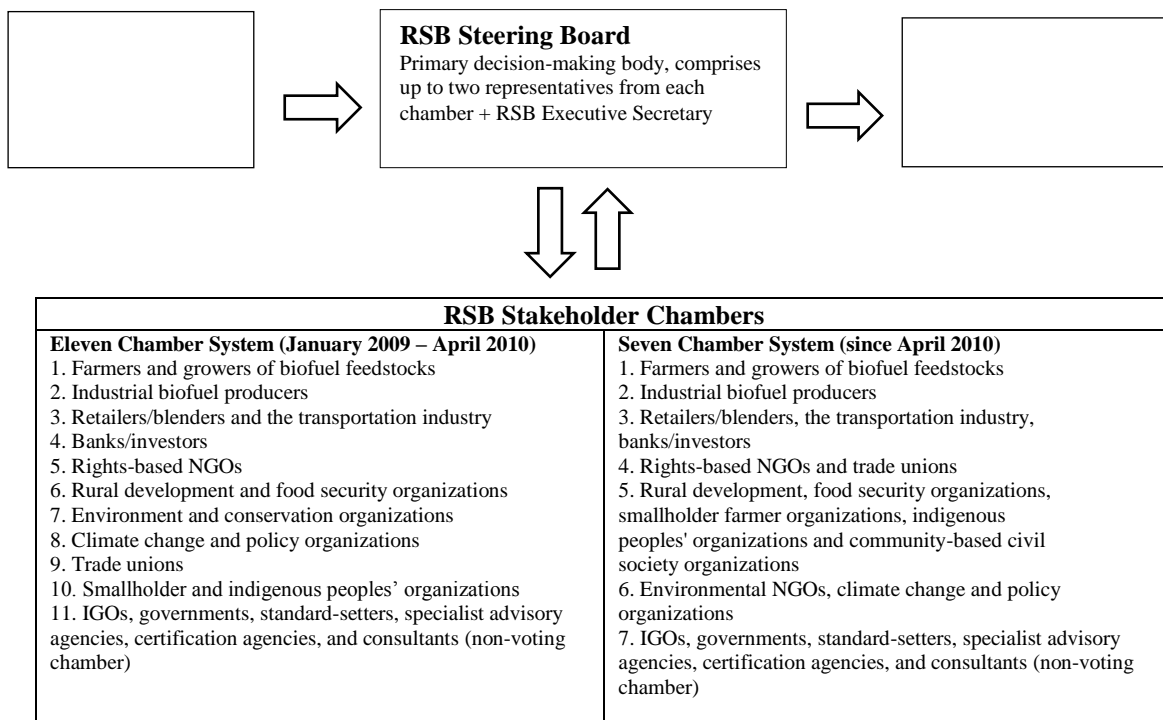 RSB Steering Board
Primary decision-making body, comprises
up to two representatives from each
chamber + RSB Executive Secretary
RSB Stakeholder Chambers
Eleven Chamber System (January 2009 – April 2010)
1. Farmers and growers of biofuel feedstocks
2. Industrial biofuel producers
3. Retailers/blenders and the transportation industry
4. Banks/investors
5. Rights-based NGOs
6. Rural development and food security organizations
7. Environment and conservation organizations
8. Climate change and policy organizations
9. Trade unions
10. Smallholder and indigenous peoples’ organizations
11. IGOs, governments, standard-setters, specialist advisory
agencies, certification agencies, and consultants (non-voting
chamber)
Seven Chamber System (since April 2010)
1. Farmers and growers of biofuel feedstocks
2. Industrial biofuel producers
3. Retailers/blenders, the transportation industry,
banks/investors
4. Rights-based NGOs and trade unions
5. Rural development, food security organizations,
smallholder farmer organizations, indigenous
peoples' organizations and community-based civil
society organizations
6. Environmental NGOs, climate change and policy
organizations
7. IGOs, governments, standard-setters, specialist advisory
agencies, certification agencies, and consultants (non-voting
chamber)